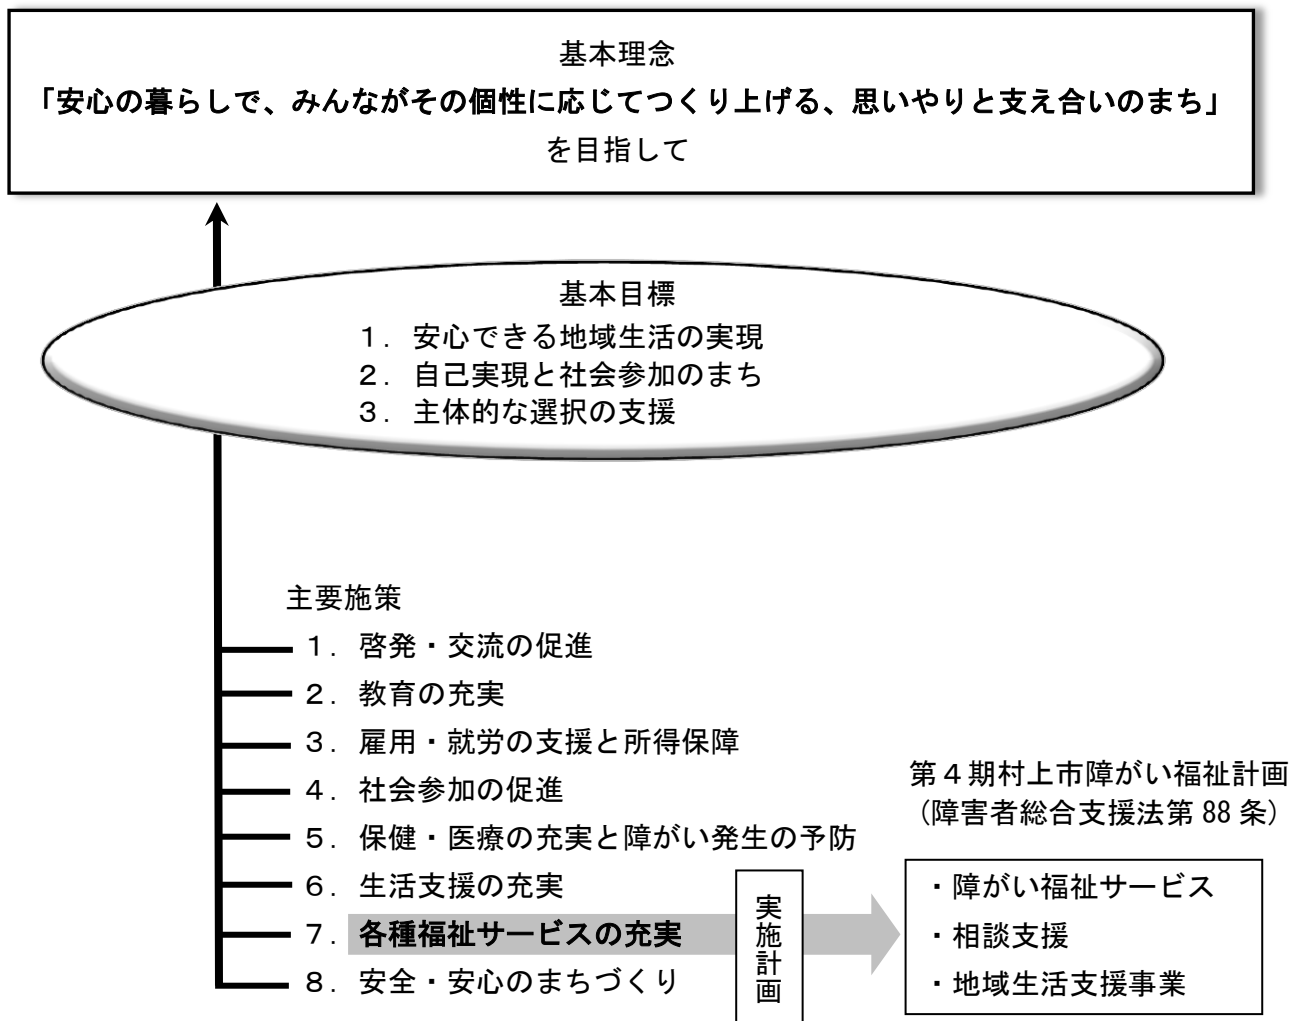 基本理念
「安心の暮らしで、みんながその個性に応じてつくり上げる、思いやりと支え合いのまち」
を目指して
基本目標
１．安心できる地域生活の実現
２．自己実現と社会参加のまち
３．主体的な選択の支援
主要施策
１．啓発・交流の促進
２．教育の充実
３．雇用・就労の支援と所得保障
４．社会参加の促進
５．保健・医療の充実と障がい発生の予防
６．生活支援の充実
７．各種福祉サービスの充実
８．安全・安心のまちづくり
実施計画
第４期村上市障がい福祉計画
（障害者総合支援法第 88 条）
・障がい福祉サービス
・相談支援
・地域生活支援事業